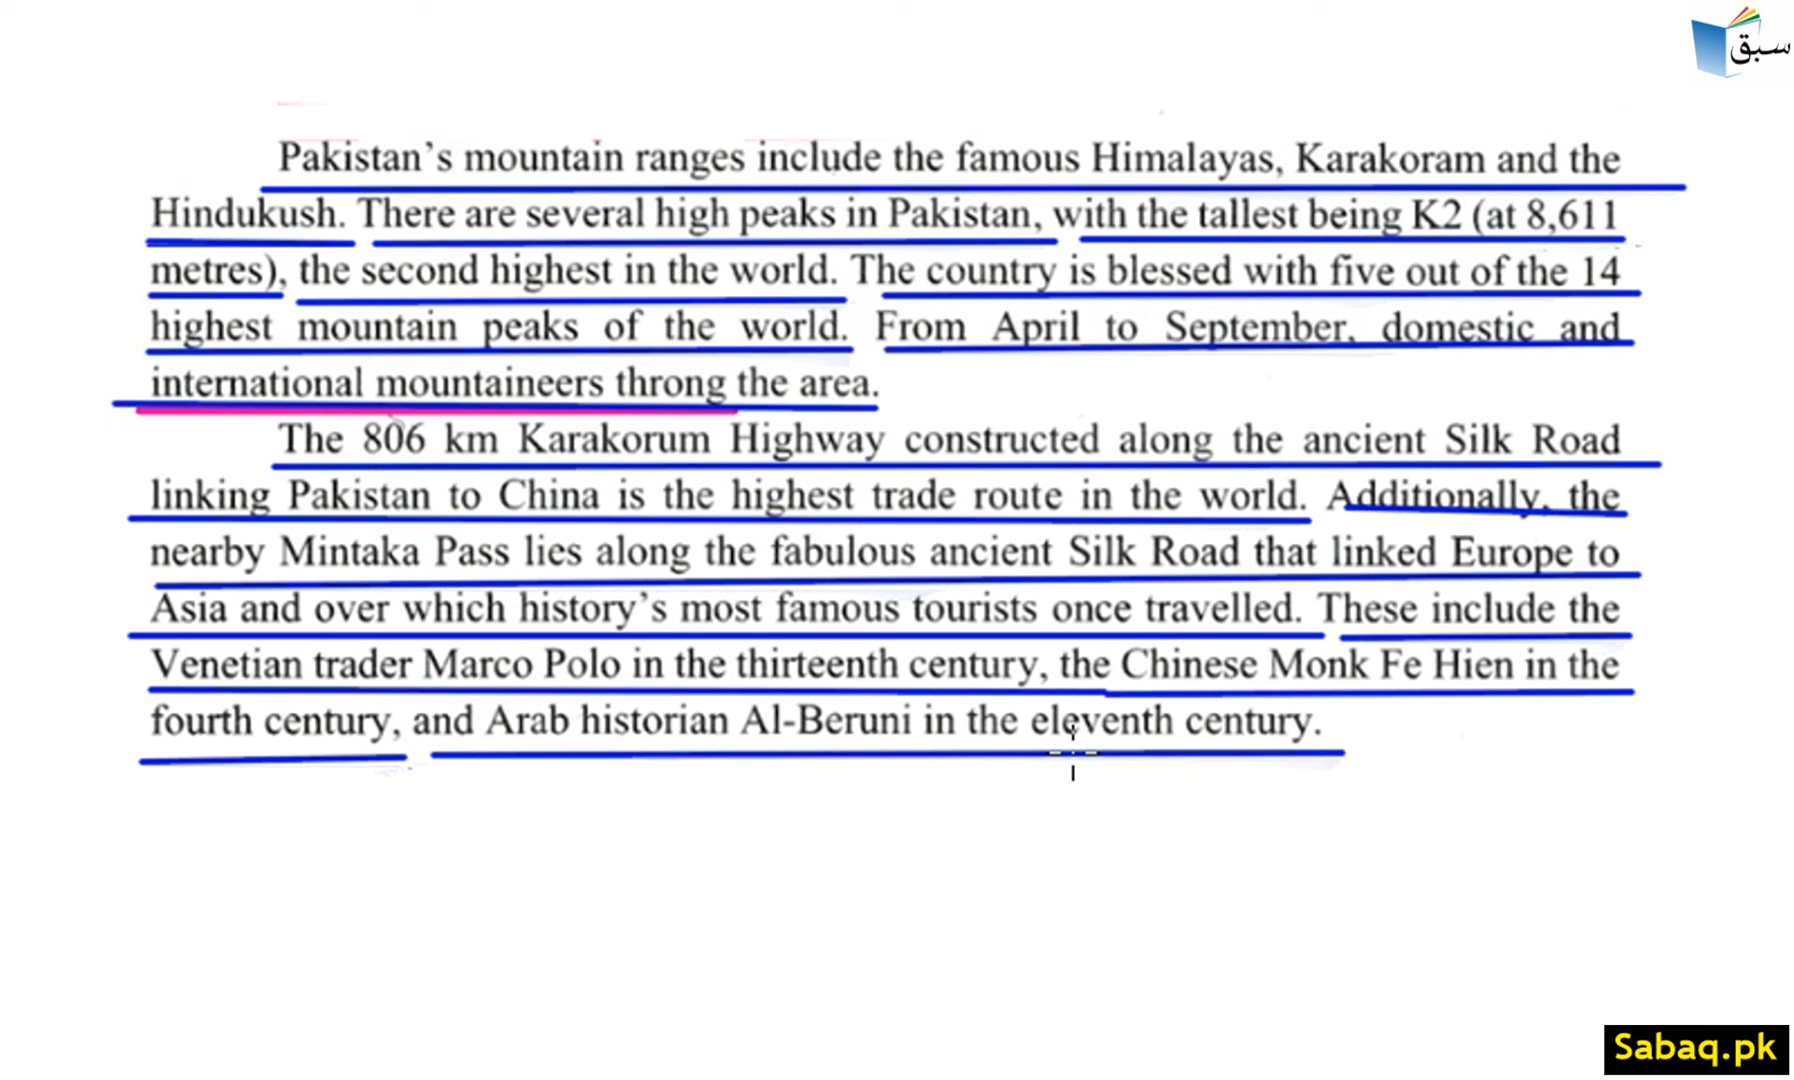 سبق
Pakistan's mountain ranges include the famous Himalayas, Karakoram and the
Hindukush. There are several high peaks in Pakistan, with the tallest being K2 (at 8,611
metres), the second highest in the world. The country is blessed with five out of the 14
highest mountain peaks of the world. From April to September, domestic and
international mountaineers throng the area.
The 806 km Karakorum Highway constructed along the ancient Silk Road
linking Pakistan to China is the highest trade route in the world. Additionally, the
nearby Mintaka Pass lies along the fabulous ancient Silk Road that linked Europe to
Asia and over which history's most famous tourists once travelled. These include the
Venetian trader Marco Polo in the thirteenth century, the Chinese Monk Fe Hien in the
fourth century, and Arab historian Al-Beruni in the eleventh century.
Sabaq.pk